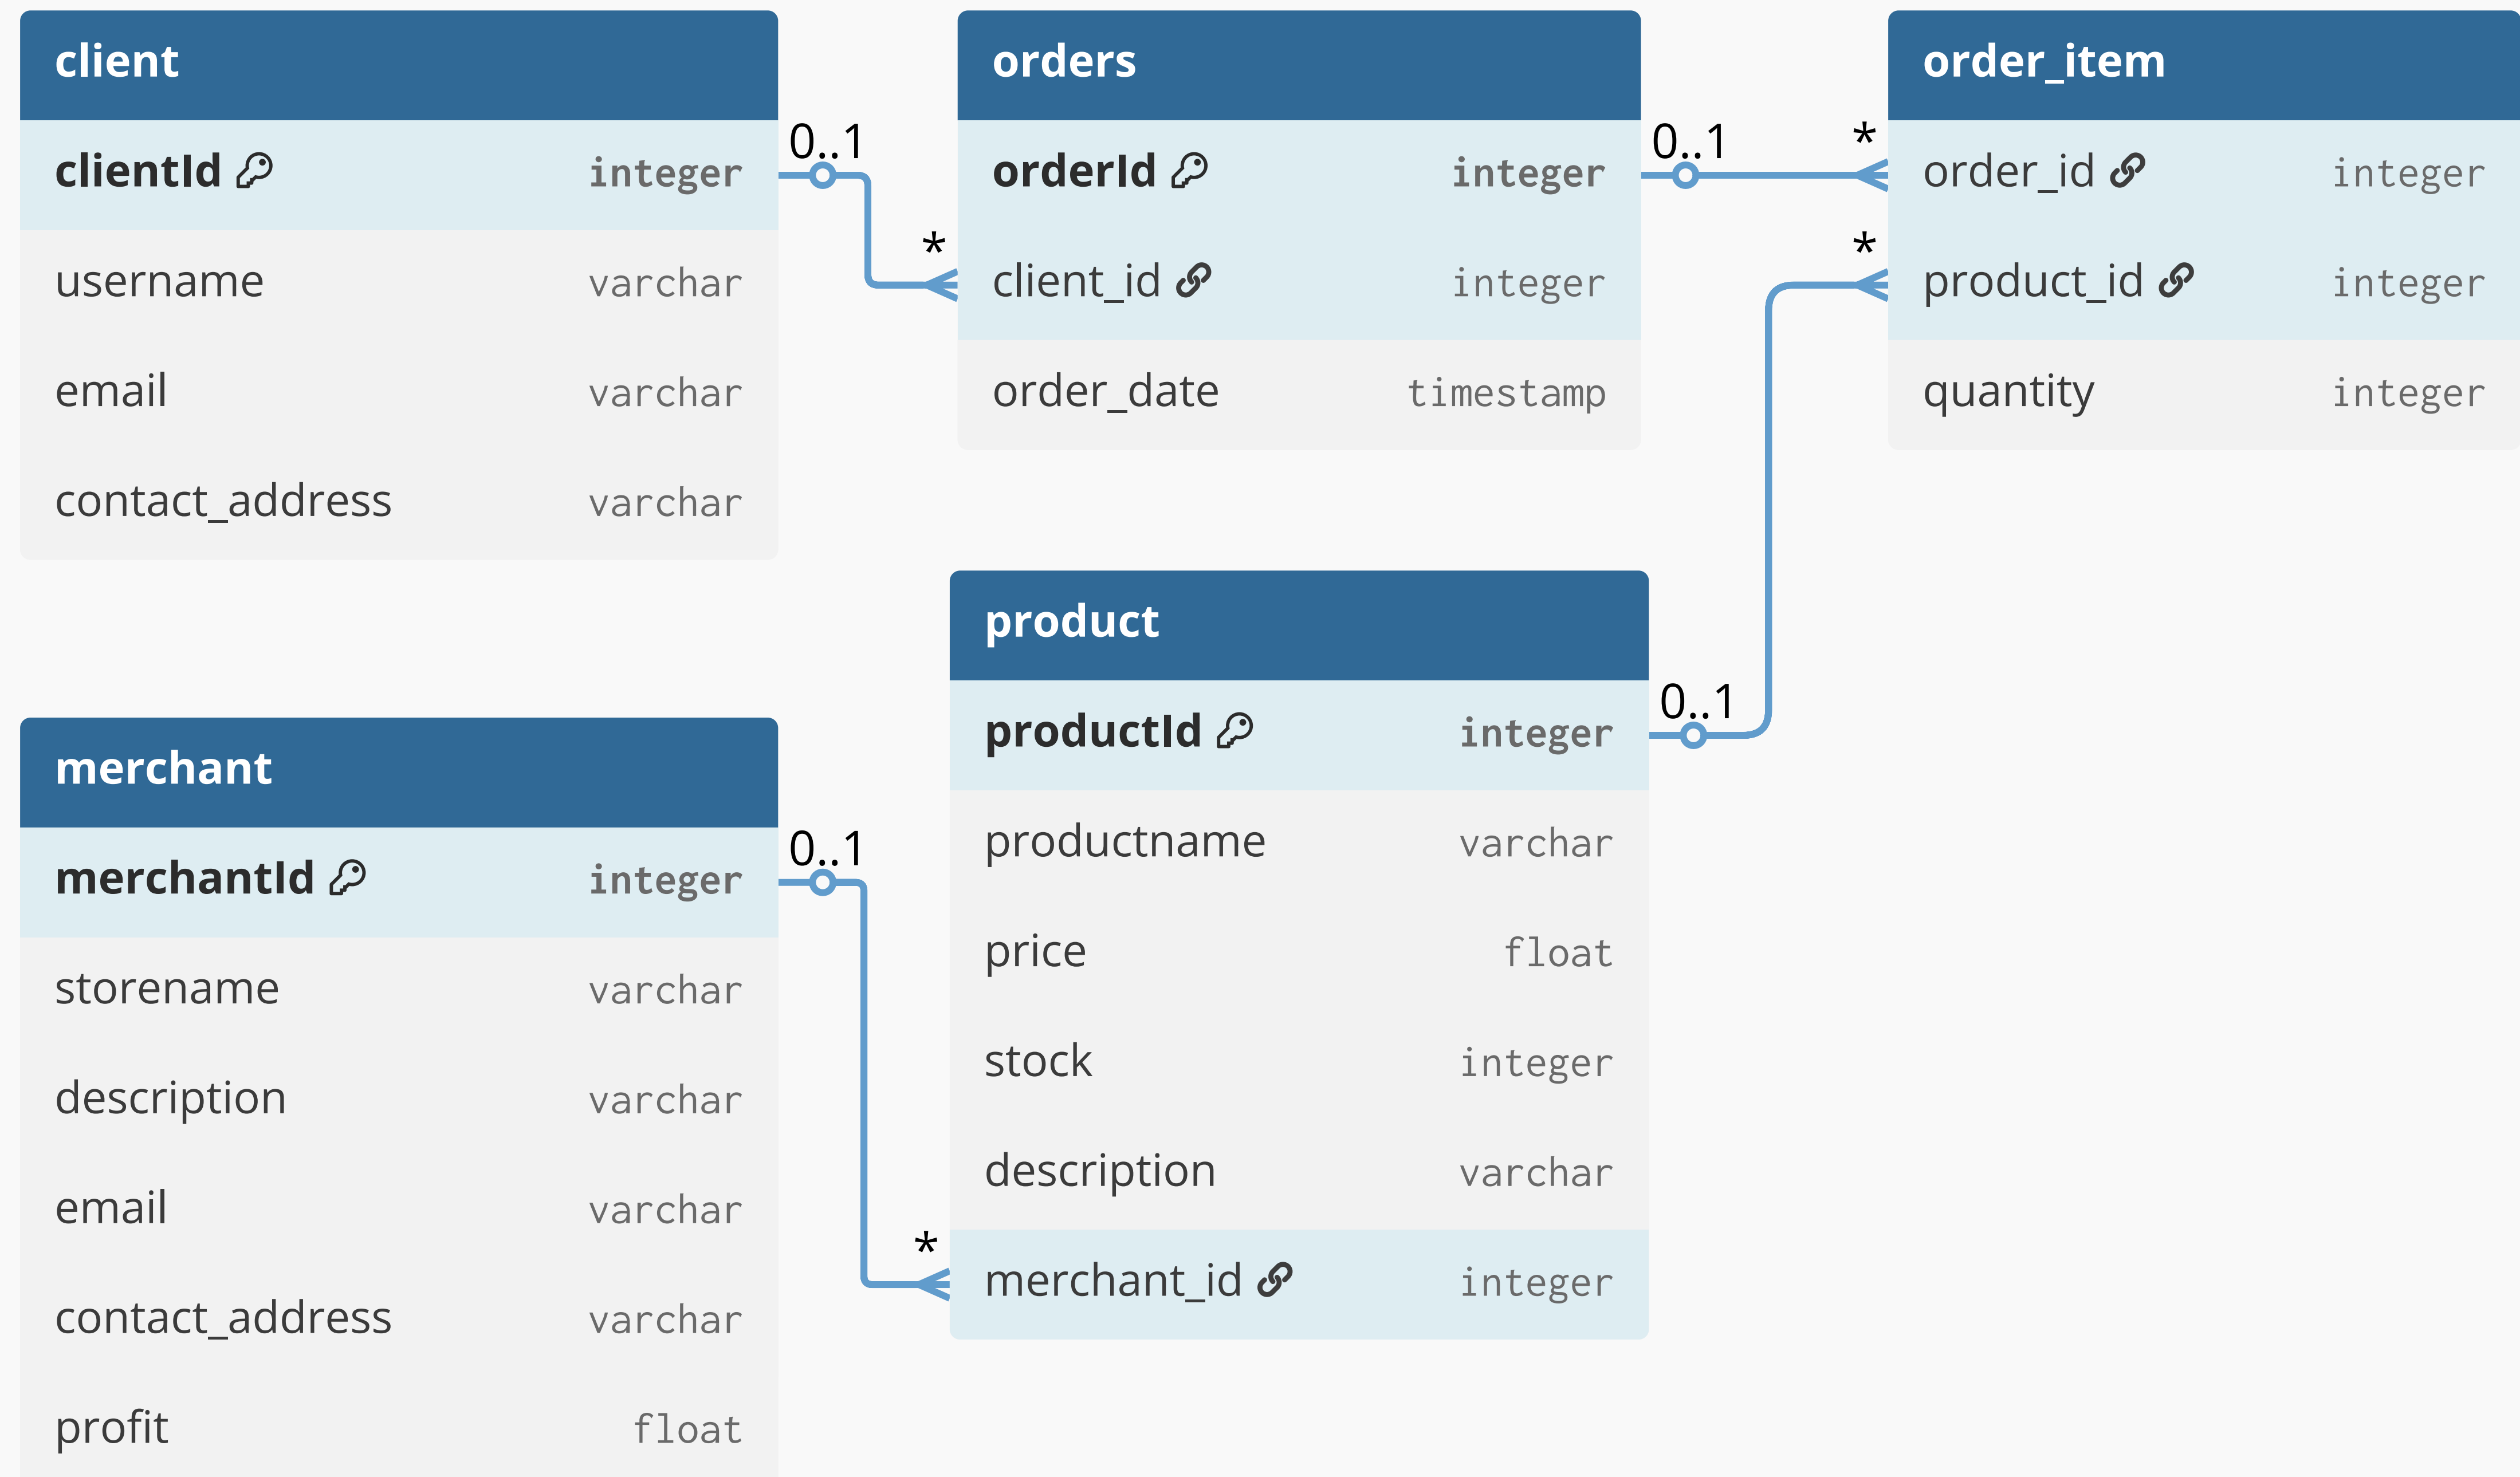 client
clientId integer
username varchar
email varchar
contact_address varchar
0..1
*
orders
orderId integer
client_id integer
order_date timestamp
0..1
*
*
order_item
order_id integer
product_id integer
quantity integer
merchant
merchantId integer
storename varchar
description varchar
email varchar
contact_address varchar
profit float
0..1
*
product
productId integer
productname varchar
price float
stock integer
description varchar
merchant_id integer
0..1